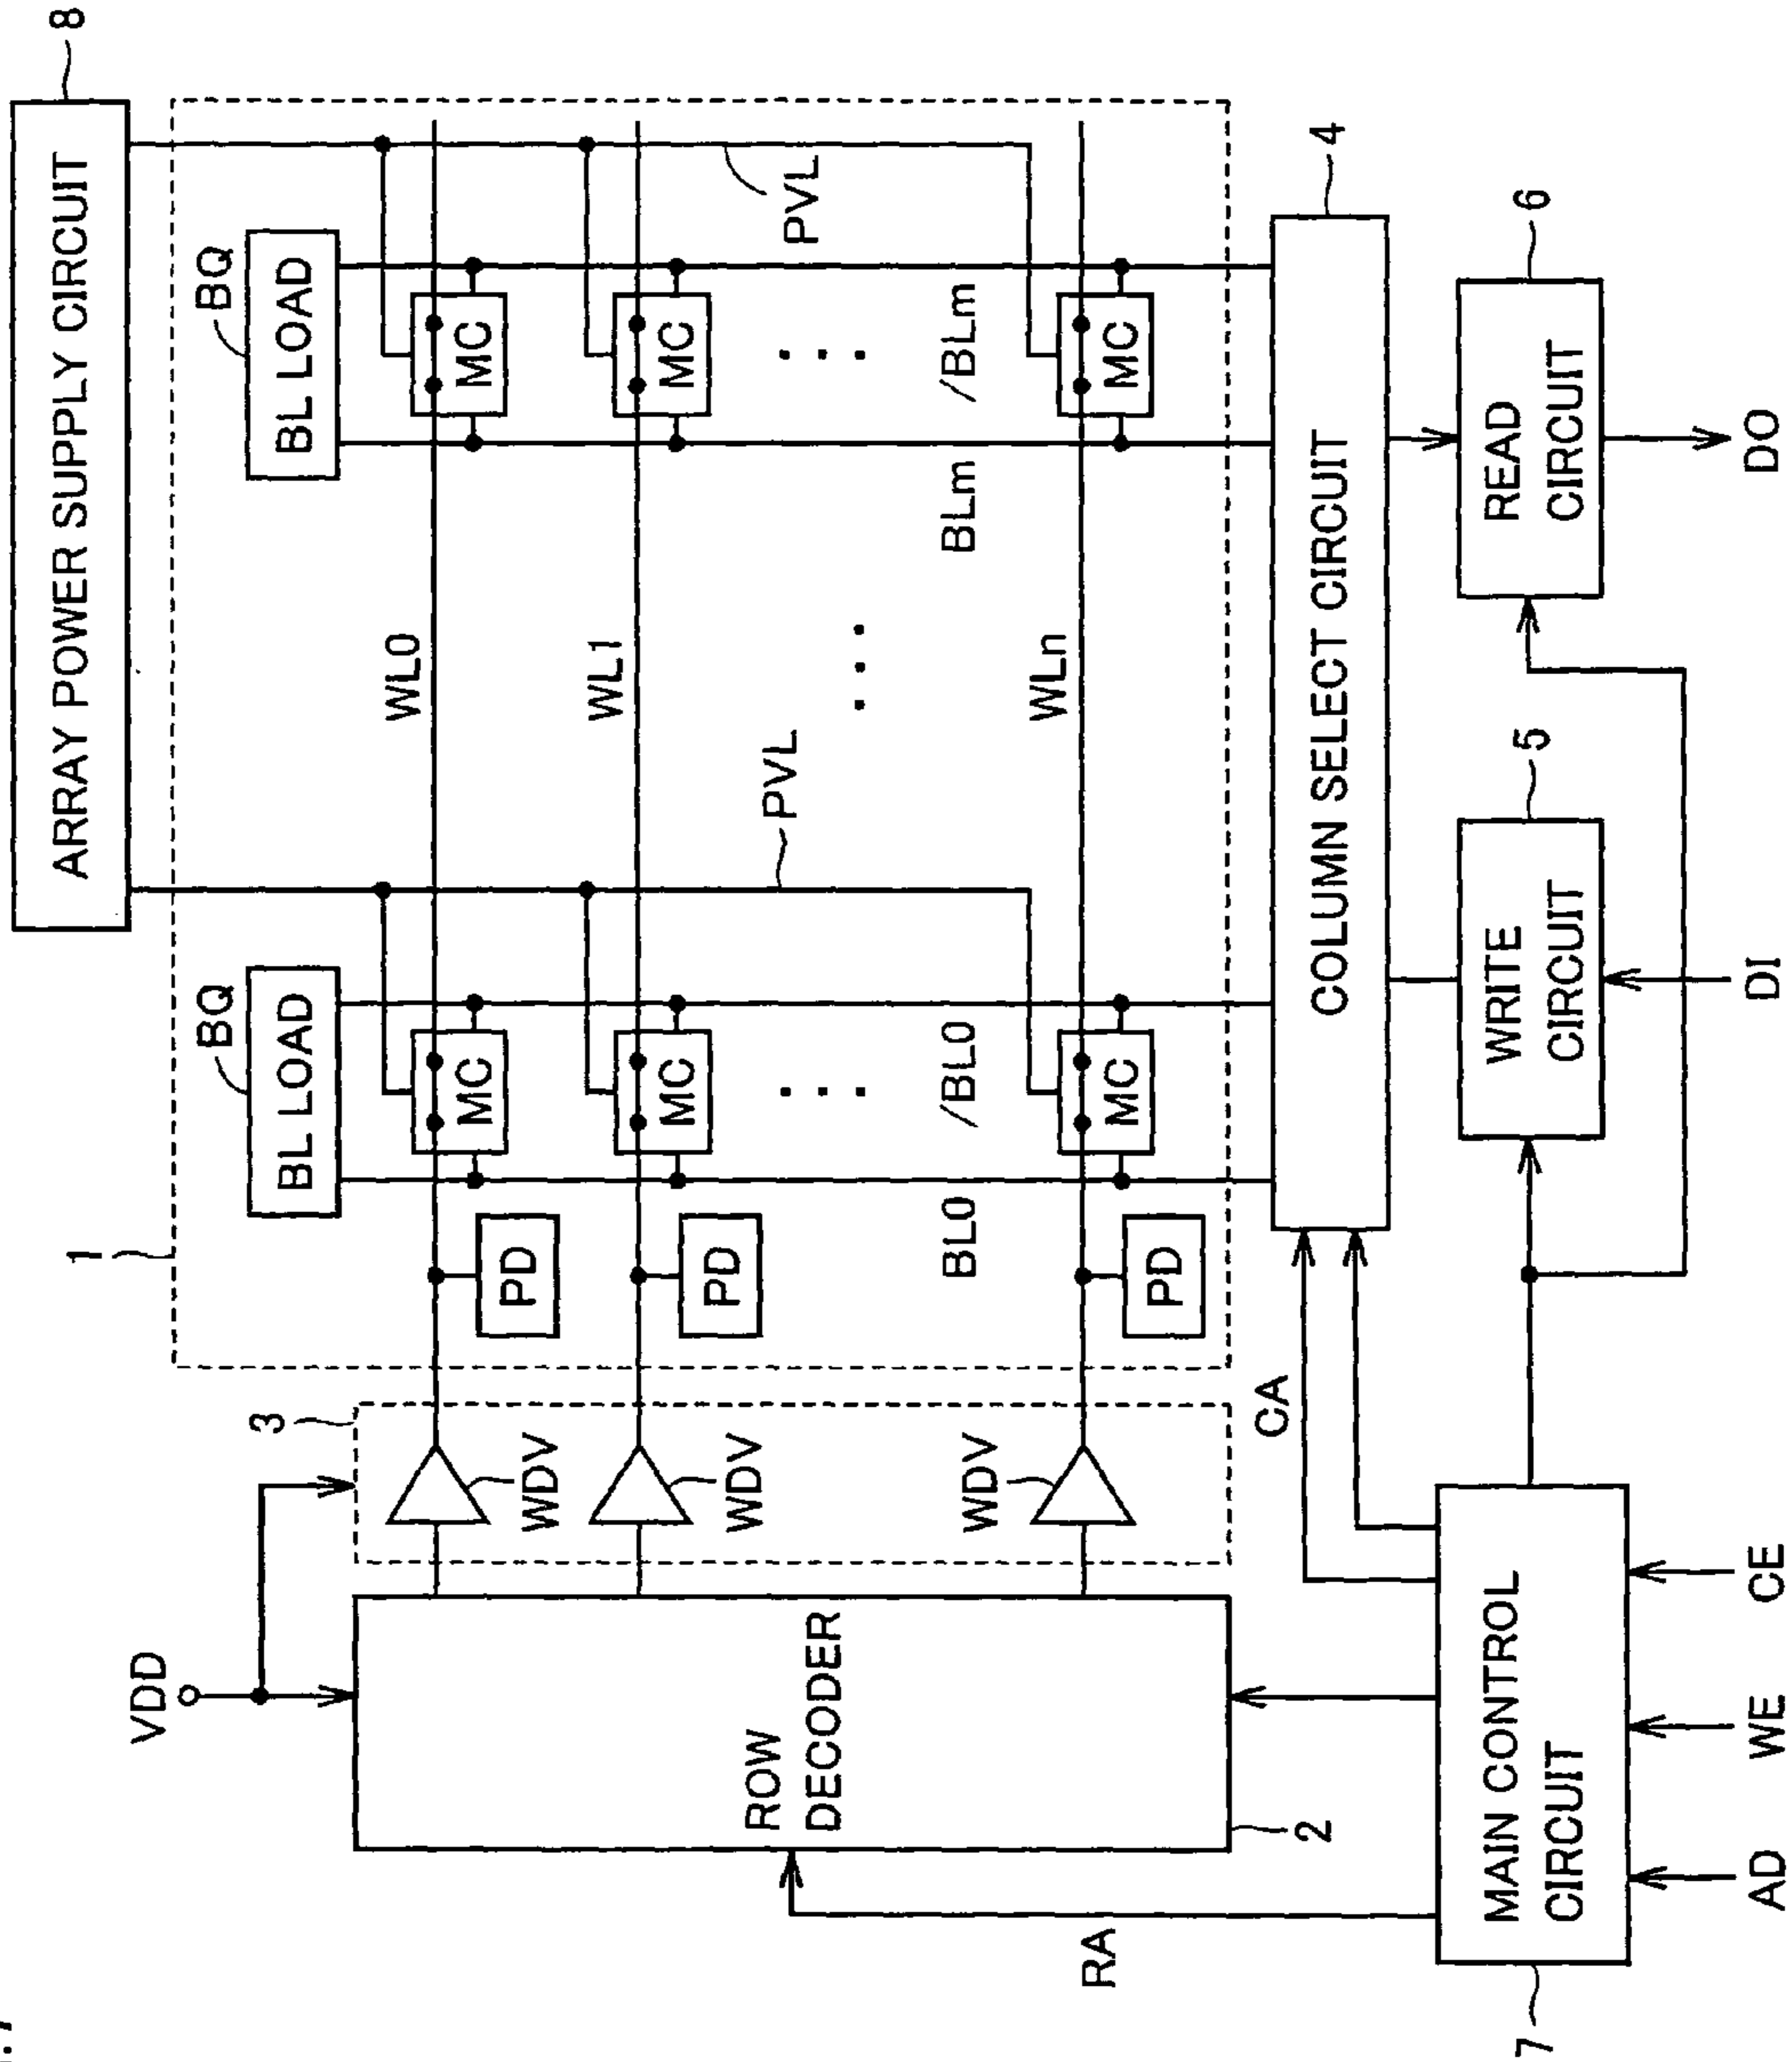 8
ARRAY POWER SUPPLY CIRCUIT
VDD
3
1
BQ
BL LOAD
BQ
BL LOAD
WL0
MC
MC
PD
WDV
PVL
PVL
WL1
MC
MC
PD
WDV
ROW
DECODER
BL0
/BL0
BLm
/BLm
WLn
MC
MC
PD
WDV
RA
2
CA
COLUMN SELECT CIRCUIT
4
7
MAIN CONTROL
CIRCUIT
WRITE
CIRCUIT
5
READ
CIRCUIT
6
AD
WE
CE
DI
DO